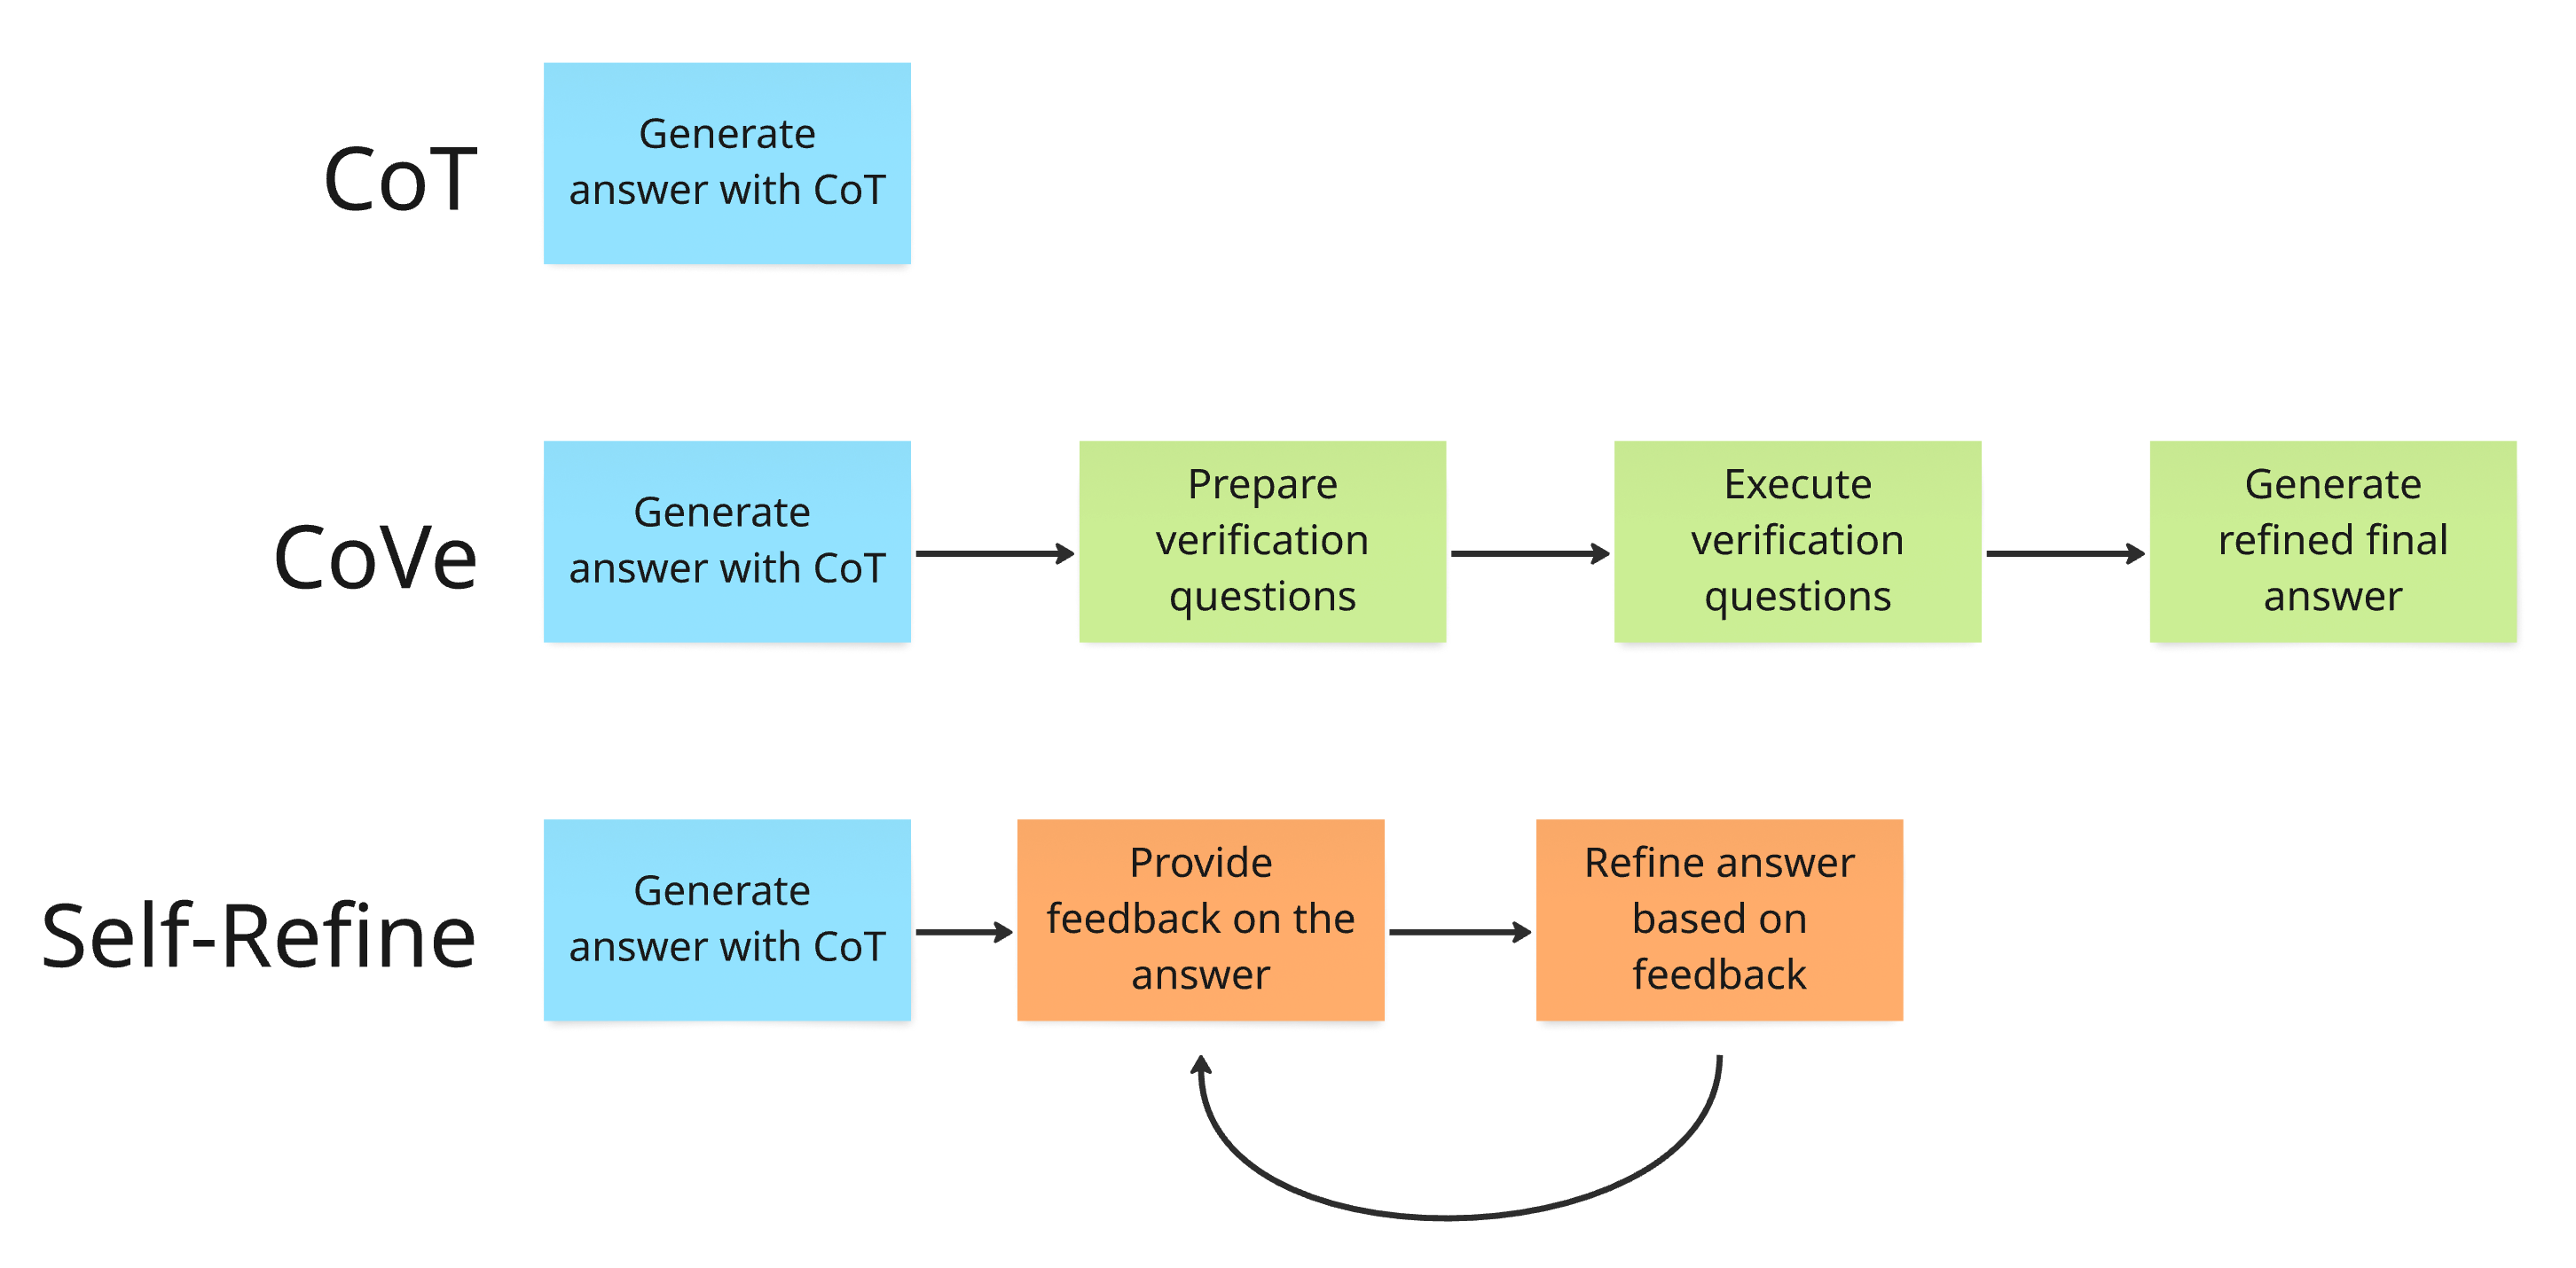 CoT
Generate
answer with CoT
CoVe
Generate
answer with CoT
Prepare
verification
questions
Execute
verification
questions
Generate
refined final
answer
Self-Refine
Generate
answer with CoT
Provide
feedback on the
answer
Refine answer
based on
feedback